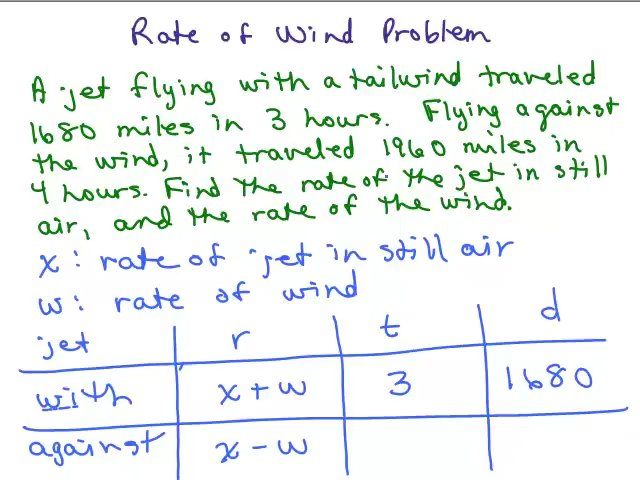 Rate of Wind Problem
A jet flying with a tailwind traveled
1680 miles in 3 hours. Flying against
the wind, it traveled 1960 miles in
4 hours. Find the rate of the jet in still
air, and the rate of the wind.
x: rate of jet in still air
w: rate of wind
jet r t d
with x + w 3 1680
against x - w